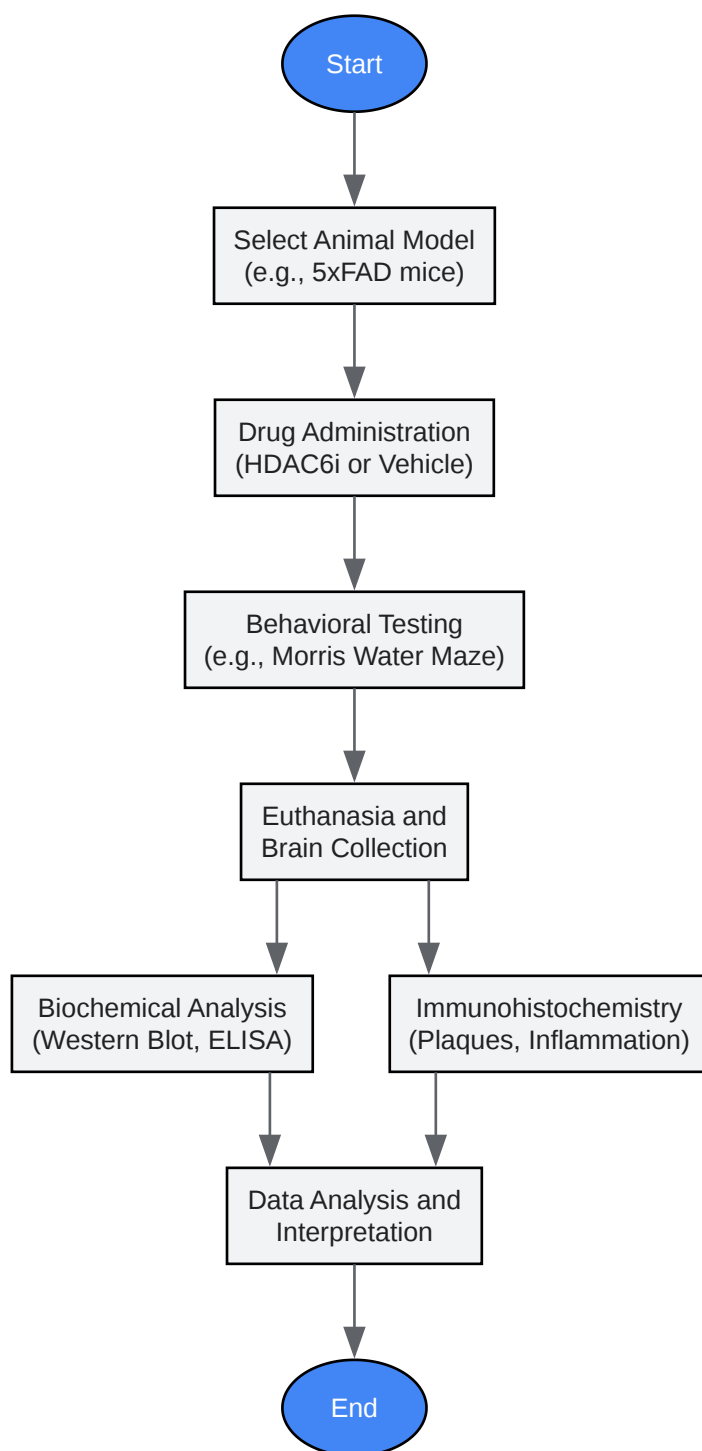 Start
Select Animal Model
(e.g., 5xFAD mice)
Drug Administration
(HDAC6i or Vehicle)
Behavioral Testing
(e.g., Morris Water Maze)
Euthanasia and
Brain Collection
Biochemical Analysis
(Western Blot, ELISA)
Immunohistochemistry
(Plaques, Inflammation)
Data Analysis and
Interpretation
End